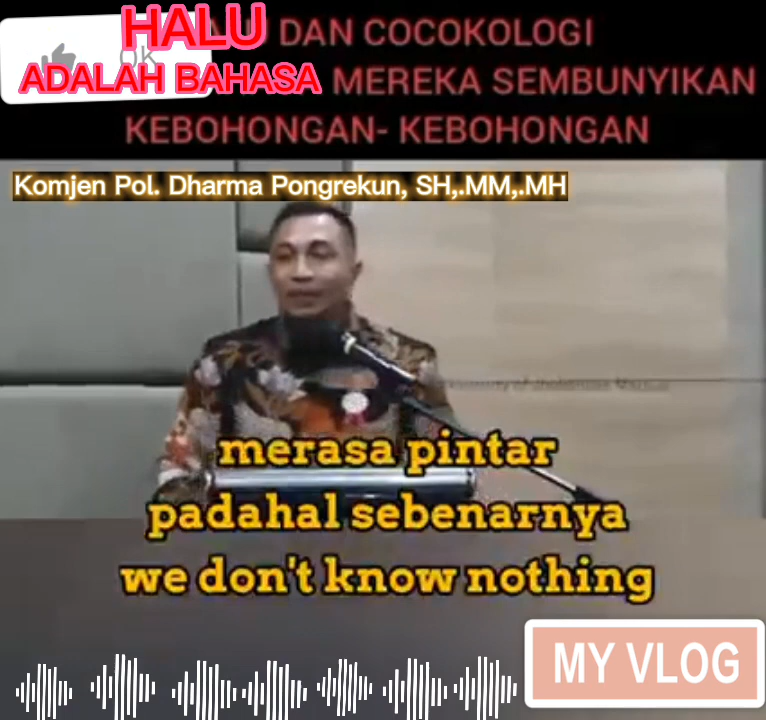 HALU DAN COCOKOLOGI
Ok
ADALAH BAHASA MEREKA SEMBUNYIKAN
KEBOHONGAN- KEBOHONGAN
Komjen Pol. Dharma Pongrekun, SH,.MM,.MH
merasa pintar
padahal sebenarnya
we don't know nothing
MY VLOG